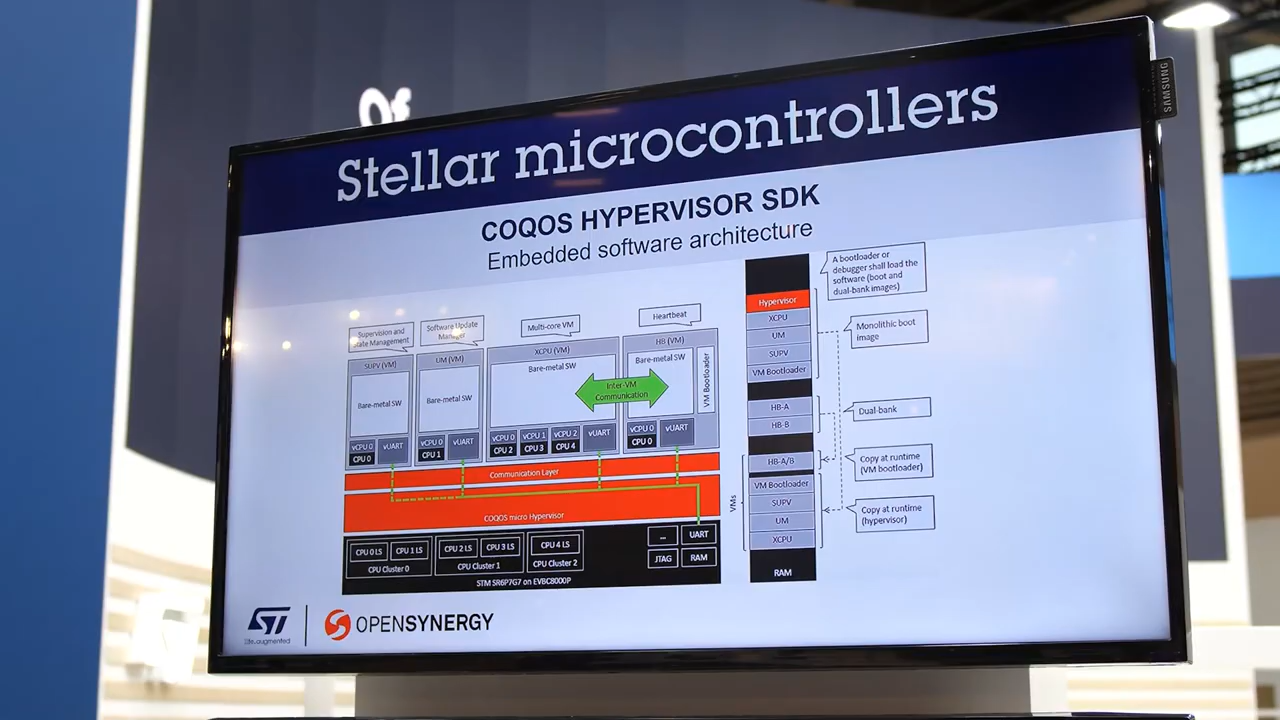 Of
SAMSUNG
Stellar microcontrollers
COQOS HYPERVISOR SDK
Embedded software architecture
Supervision and
State Management
Software Update
Manager
Multi-core VM
Heartbeat
SUPV (VM)
UM (VM)
XCPU (VM)
HB (VM)
Bare-metal SW
Bare-metal SW
Bare-metal SW
Bare-metal SW
VM Bootloader
Inter-VM
Communication
vCPU 0
CPU 0
vUART
vCPU 0
CPU 1
vUART
vCPU 0
CPU 2
vCPU 1
CPU 3
vCPU 2
CPU 4
vUART
vCPU 0
CPU 0
vUART
Communication Layer
COQOS micro Hypervisor
CPU 0 LS
CPU 1 LS
CPU Cluster 0
CPU 2 LS
CPU 3 LS
CPU Cluster 1
CPU 4 LS
CPU Cluster 2
...
UART
JTAG
RAM
STM SR6P7G7 on EVBC8000P
Hypervisor
XCPU
UM
SUPV
VM Bootloader
HB-A
HB-B
HB-A/B
VM Bootloader
SUPV
UM
XCPU
RAM
VMs
A bootloader or
debugger shall load the
software (boot and
dual-bank images)
Monolithic boot
image
Dual-bank
Copy at runtime
(VM bootloader)
Copy at runtime
(hypervisor)
ST
life.augmented
OPENSYNERGY